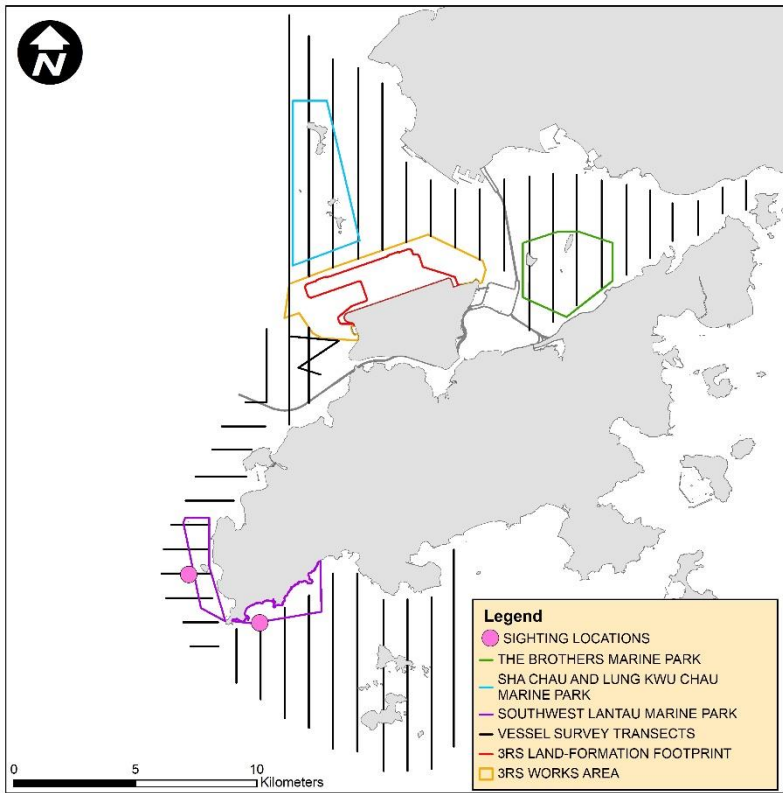 N
Legend
SIGHTING LOCATIONS
THE BROTHERS MARINE PARK
SHA CHAU AND LUNG KWU CHAU
MARINE PARK
SOUTHWEST LANTAU MARINE PARK
VESSEL SURVEY TRANSECTS
3RS LAND-FORMATION FOOTPRINT
3RS WORKS AREA
0 5 10
Kilometers